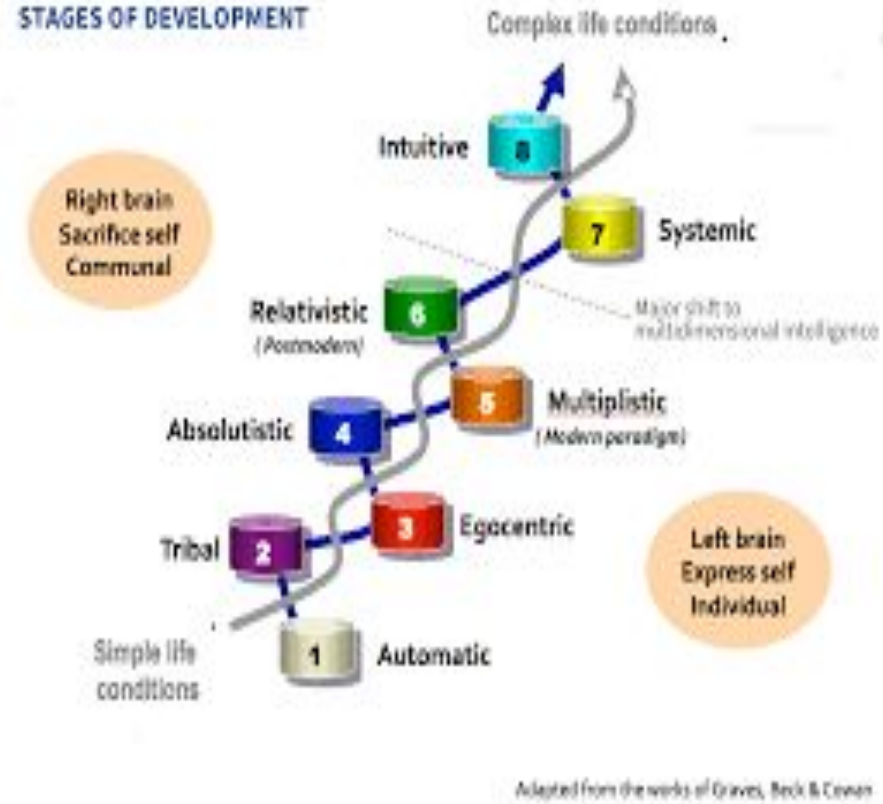 STAGES OF DEVELOPMENT
Complex life conditions
Intuitive
8
Right brain
Sacrifice self
Communal
7
Systemic
Relativistic
(Postmodern)
6
Major shift to
multidimensional intelligence
5
Multiplistic
(Modern paradigm)
Absolutistic
4
3
Egocentric
Tribal
2
Left brain
Express self
Individual
Simple life
conditions
1
Automatic
Adapted from the works of Graves, Beck & Cowan